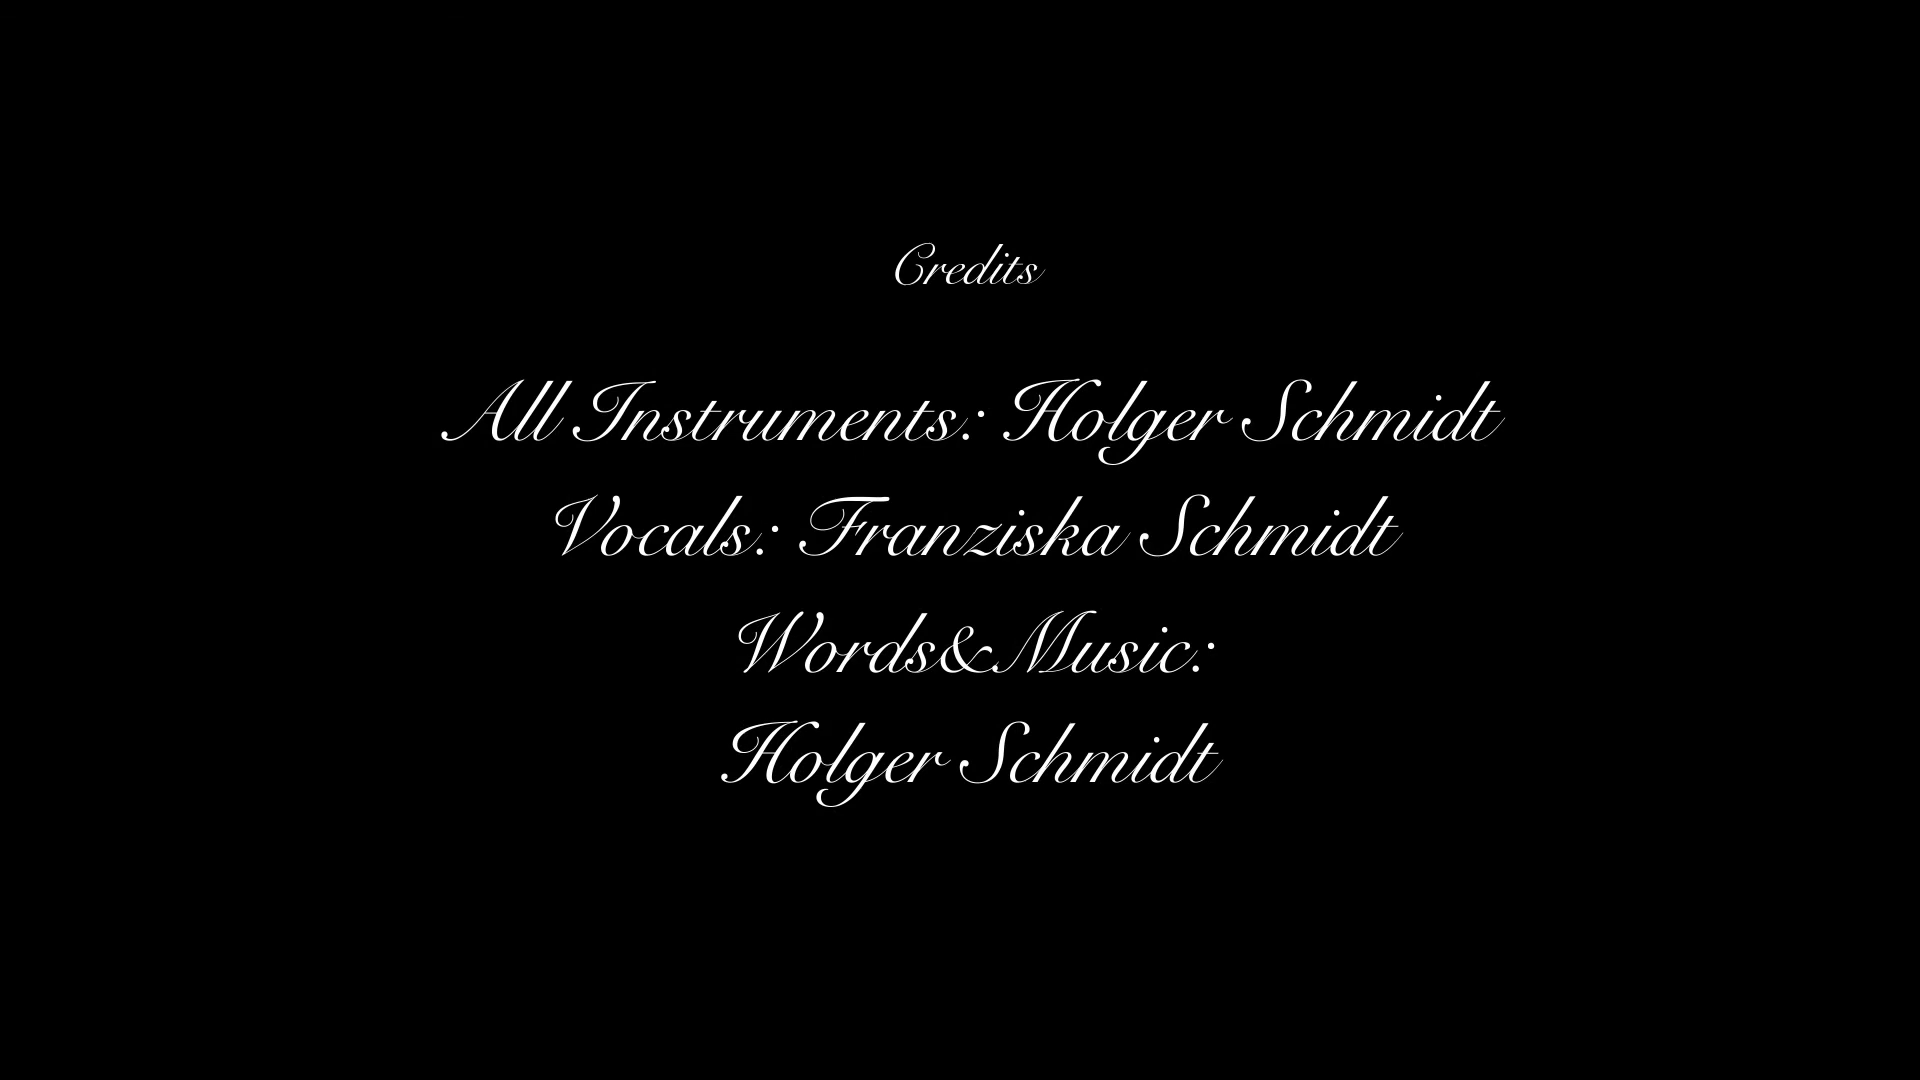 Credits
All Instruments: Holger Schmidt
Vocals: Franziska Schmidt
Words&Music:
Holger Schmidt